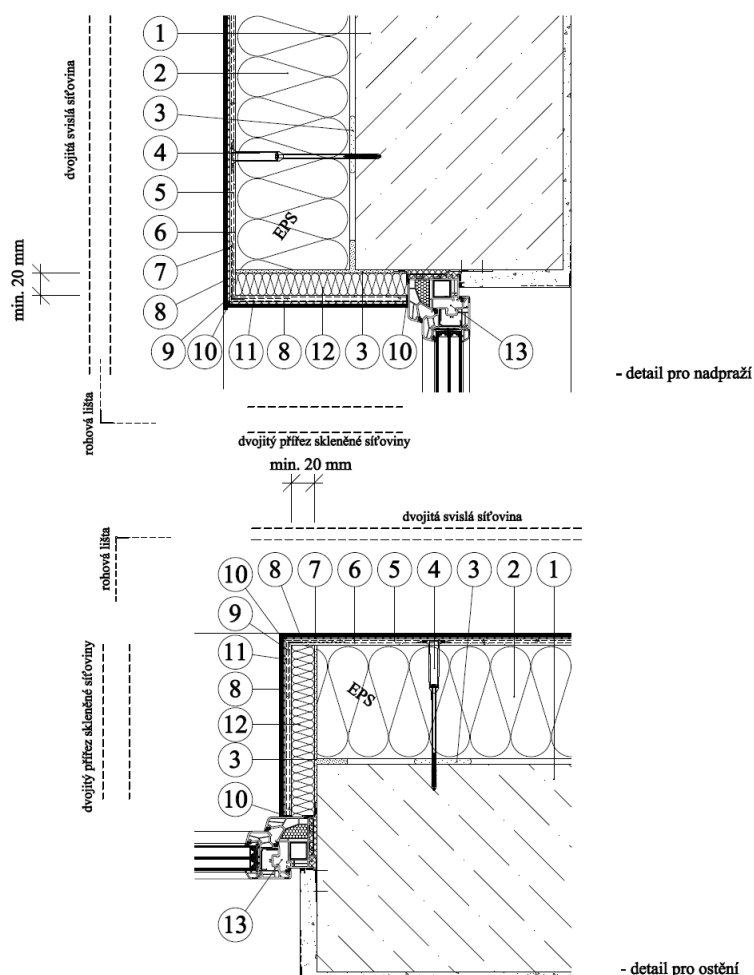 1
2
3
4
5
6
7
8
9
10
11
8
12
3
10
13
EPS
dvojitá svislá síťovina
min. 20 mm
rohová lišta
- detail pro nadpraží
dvojitý přířez skleněné síťoviny
min. 20 mm
dvojitá svislá síťovina
rohová lišta
dvojitý přířez skleněné síťoviny
10
8
7
6
5
4
3
2
1
9
11
8
12
3
10
13
EPS
- detail pro ostění